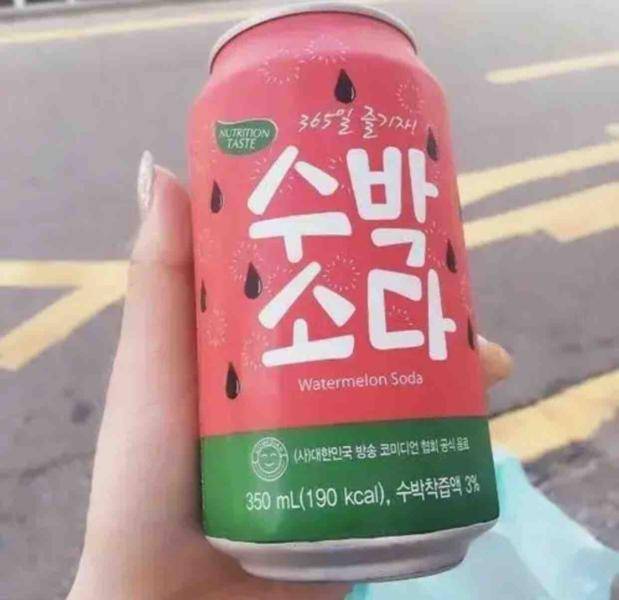 365일 즐기자!
NUTRITION
TASTE
수박
소다
Watermelon Soda
(사)대한민국 방송 코미디언 협회 공식 음료
350 mL(190 kcal), 수박착즙액 3%